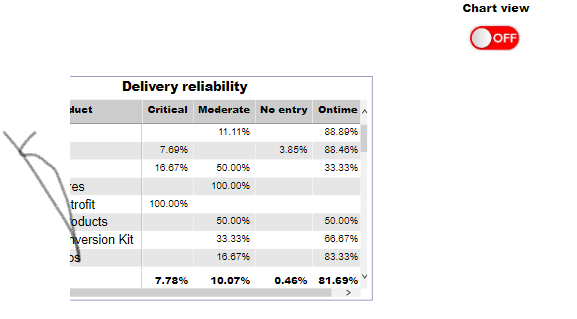 Chart view
OFF
Delivery reliability
duct Critical Moderate No entry Ontime
11.11% 88.89%
7.69% 3.85% 88.46%
16.67% 50.00% 33.33%
res 100.00%
trofit 100.00%
oducts 50.00% 50.00%
nversion Kit 33.33% 66.67%
os 16.67% 83.33%
7.78% 10.07% 0.46% 81.69%